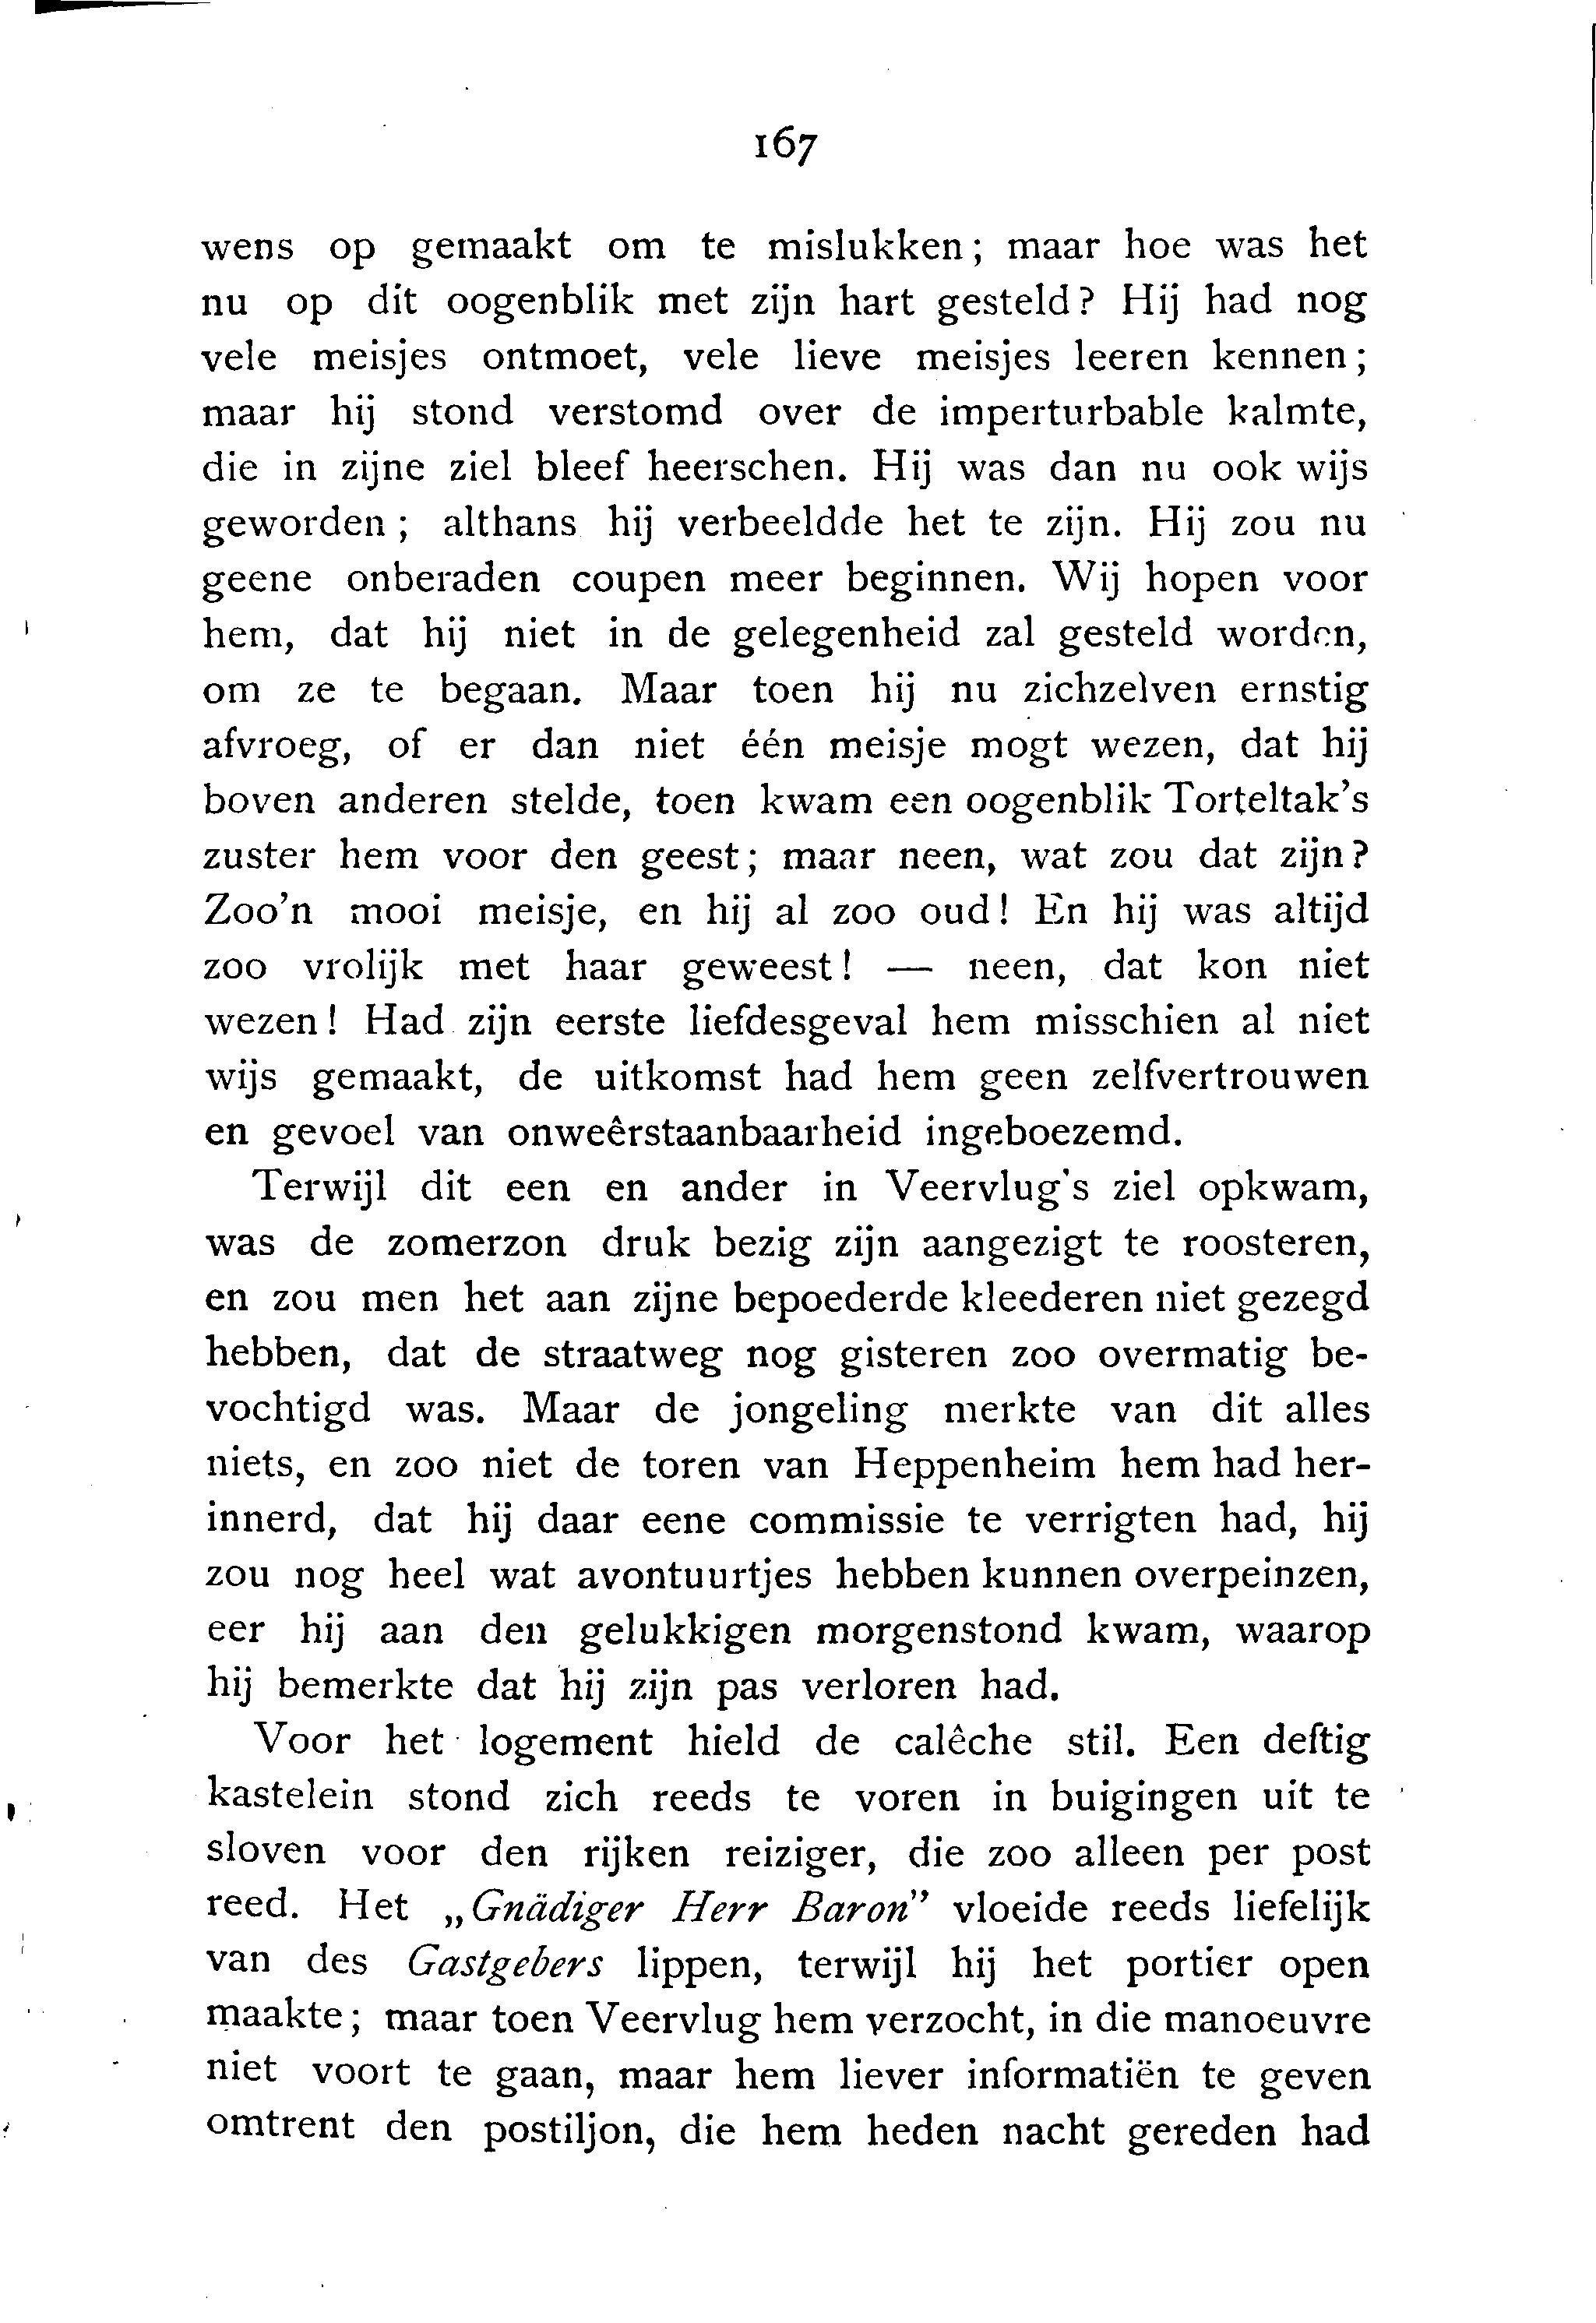 167
wens op gemaakt om te mislukken; maar hoe was het
nu op dit oogenblik met zijn hart gesteld? Hij had nog
vele meisjes ontmoet, vele lieve meisjes leeren kennen;
maar hij stond verstomd over de imperturbable kalmte,
die in zijne ziel bleef heerschen. Hij was dan nu ook wijs
geworden; althans hij verbeeldde het te zijn. Hij zou nu
geene onberaden coupen meer beginnen. Wij hopen voor
hem, dat hij niet in de gelegenheid zal gesteld worden,
om ze te begaan. Maar toen hij nu zichzelven ernstig
afvroeg, of er dan niet één meisje mogt wezen, dat hij
boven anderen stelde, toen kwam een oogenblik Torteltak's
zuster hem voor den geest; maar neen, wat zou dat zijn?
Zoo'n mooi meisje, en hij al zoo oud! En hij was altijd
zoo vrolijk met haar geweest! — neen, dat kon niet
wezen! Had zijn eerste liefdesgeval hem misschien al niet
wijs gemaakt, de uitkomst had hem geen zelfvertrouwen
en gevoel van onweêrstaanbaarheid ingeboezemd.
Terwijl dit een en ander in Veervlug's ziel opkwam,
was de zomerzon druk bezig zijn aangezigt te roosteren,
en zou men het aan zijne bepoederde kleederen niet gezegd
hebben, dat de straatweg nog gisteren zoo overmatig be-
vochtigd was. Maar de jongeling merkte van dit alles
niets, en zoo niet de toren van Heppenheim hem had her-
innerd, dat hij daar eene commissie te verrigten had, hij
zou nog heel wat avontuurtjes hebben kunnen overpeinzen,
eer hij aan den gelukkigen morgenstond kwam, waarop
hij bemerkte dat hij zijn pas verloren had.
Voor het logement hield de calêche stil. Een deftig
kastelein stond zich reeds te voren in buigingen uit te
sloven voor den rijken reiziger, die zoo alleen per post
reed. Het „Gnädiger Herr Baron" vloeide reeds liefelijk
van des Gastgebers lippen, terwijl hij het portier open
maakte; maar toen Veervlug hem verzocht, in die manoeuvre
niet voort te gaan, maar hem liever informatiën te geven
omtrent den postiljon, die hem heden nacht gereden had